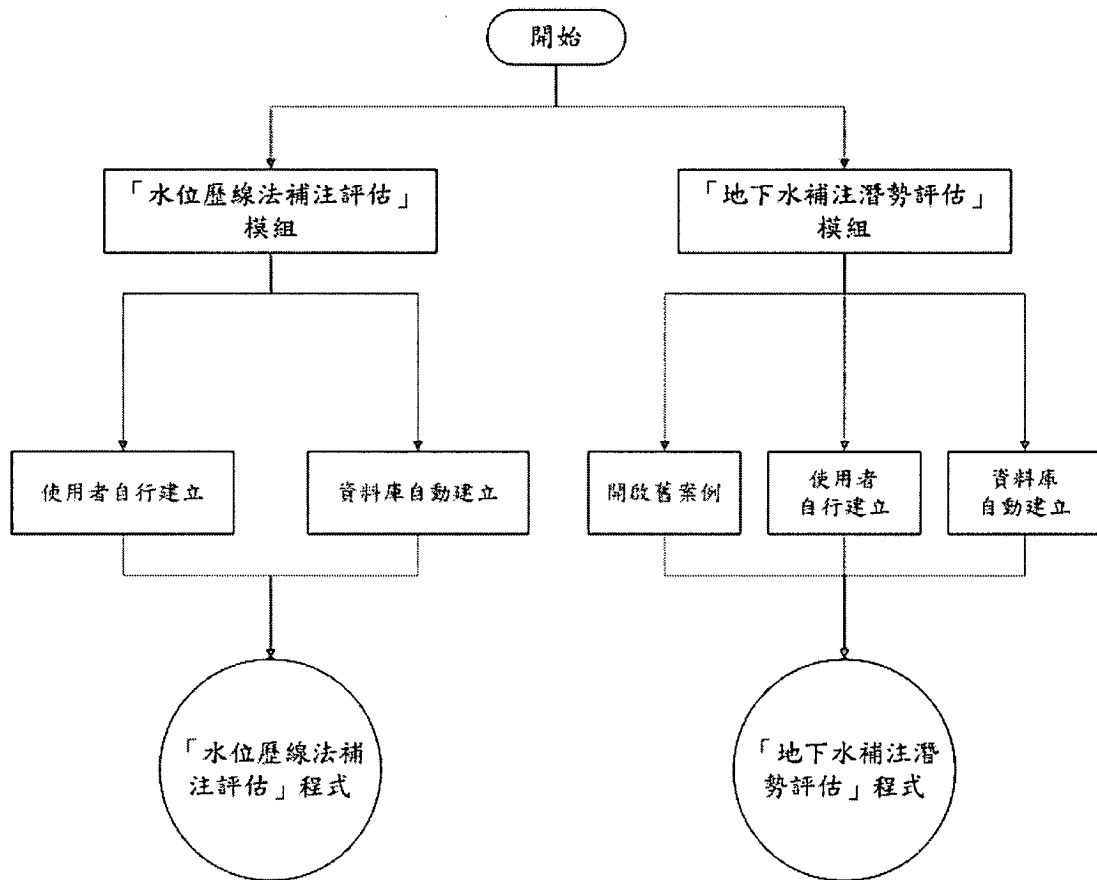 開始
「水位歷線法補注評估」
模組
「地下水補注潛勢評估」
模組
使用者自行建立
資料庫自動建立
開啟舊案例
使用者
自行建立
資料庫
自動建立
「水位歷線法補
注評估」程式
「地下水補注潛
勢評估」程式